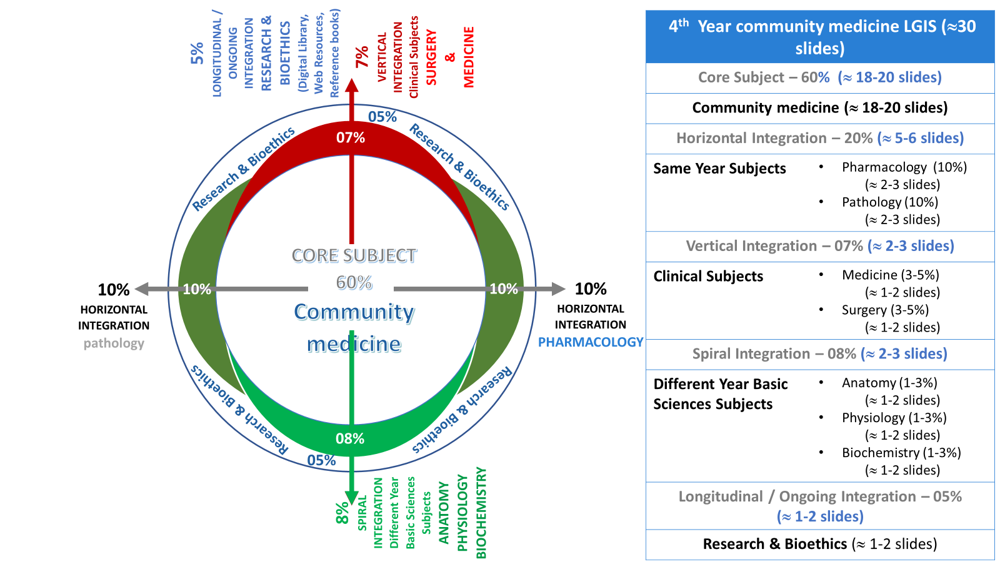 5%
LONGITUDINAL /
ONGOING
INTEGRATION
RESEARCH &
BIOETHICS
(Digital Library,
Web Resources,
Reference books)
7%
VERTICAL
INTEGRATION
Clinical Subjects
SURGERY
&
MEDICINE
05%
Research & Bioethics
Research & Bioethics
07%
CORE SUBJECT
60%
Community
medicine
10%
10%
HORIZONTAL
INTEGRATION
pathology
10%
10%
HORIZONTAL
INTEGRATION
PHARMACOLOGY
Research & Bioethics
Research & Bioethics
08%
05%
8%
SPIRAL
INTEGRATION
Different Year
Basic Sciences
Subjects
ANATOMY
PHYSIOLOGY
BIOCHEMISTRY
4th Year community medicine LGIS (≈30
slides)
Core Subject – 60% (≈ 18-20 slides)
Community medicine (≈ 18-20 slides)
Horizontal Integration – 20% (≈ 5-6 slides)
Same Year Subjects
• Pharmacology (10%)
(≈ 2-3 slides)
• Pathology (10%)
(≈ 2-3 slides)
Vertical Integration – 07% (≈ 2-3 slides)
Clinical Subjects
• Medicine (3-5%)
(≈ 1-2 slides)
• Surgery (3-5%)
(≈ 1-2 slides)
Spiral Integration – 08% (≈ 2-3 slides)
Different Year Basic
Sciences Subjects
• Anatomy (1-3%)
(≈ 1-2 slides)
• Physiology (1-3%)
(≈ 1-2 slides)
• Biochemistry (1-3%)
(≈ 1-2 slides)
Longitudinal / Ongoing Integration – 05%
(≈ 1-2 slides)
Research & Bioethics (≈ 1-2 slides)